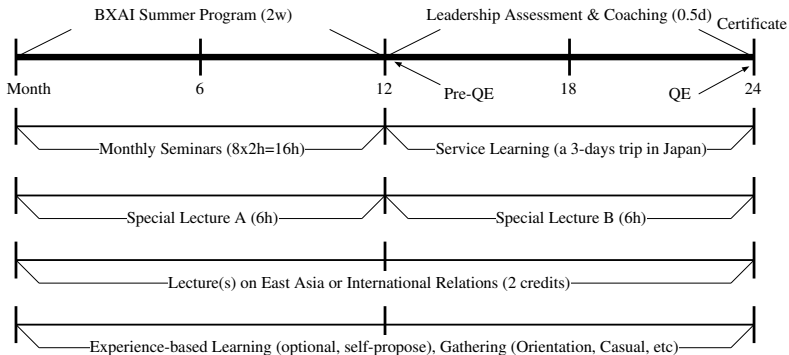 BXAI Summer Program (2w)
Leadership Assessment & Coaching (0.5d)
Certificate
Month
6
12
18
24
Pre-QE
QE
Monthly Seminars (8x2h=16h)
Service Learning (a 3-days trip in Japan)
Special Lecture A (6h)
Special Lecture B (6h)
Lecture(s) on East Asia or International Relations (2 credits)
Experience-based Learning (optional, self-propose), Gathering (Orientation, Casual, etc)